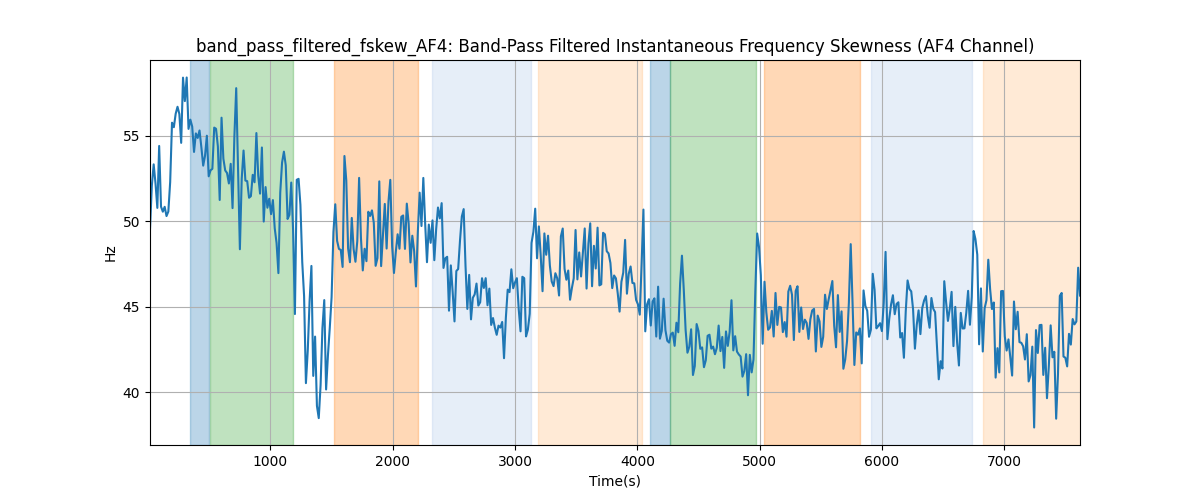 band_pass_filtered_fskew_AF4: Band-Pass Filtered Instantaneous Frequency Skewness (AF4 Channel)
55
50
45
40
Hz
1000 2000 3000 4000 5000 6000 7000
Time(s)